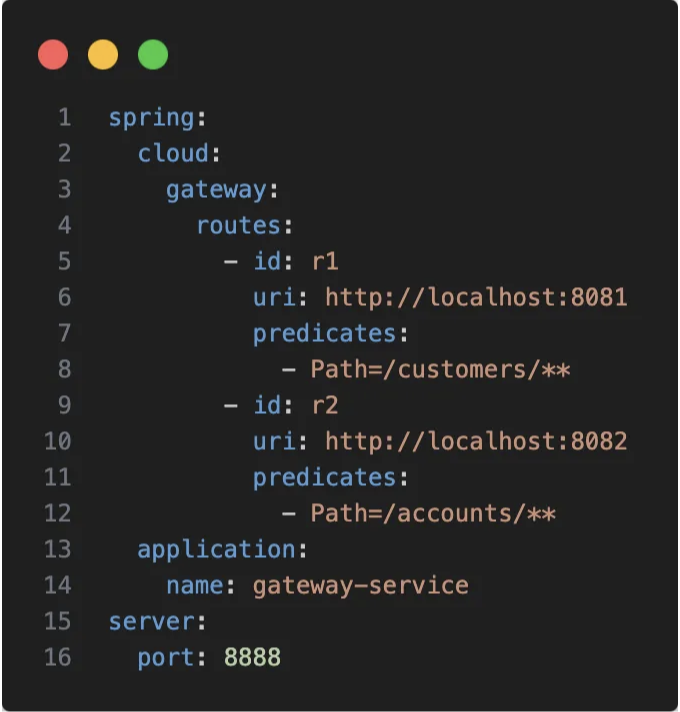 1 spring:
2   cloud:
3     gateway:
4       routes:
5         - id: r1
6           uri: http://localhost:8081
7           predicates:
8             - Path=/customers/**
9         - id: r2
10           uri: http://localhost:8082
11           predicates:
12             - Path=/accounts/**
13   application:
14     name: gateway-service
15 server:
16   port: 8888